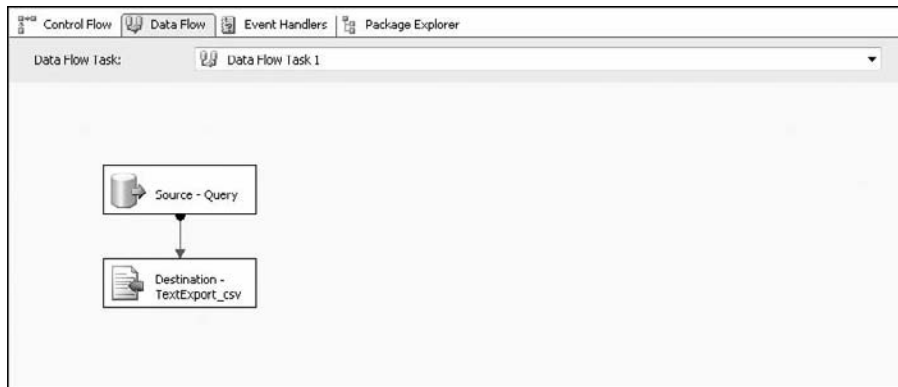 Control Flow
Data Flow
Event Handlers
Package Explorer
Data Flow Task:
Data Flow Task 1
Source - Query
Destination -
TextExport_csv